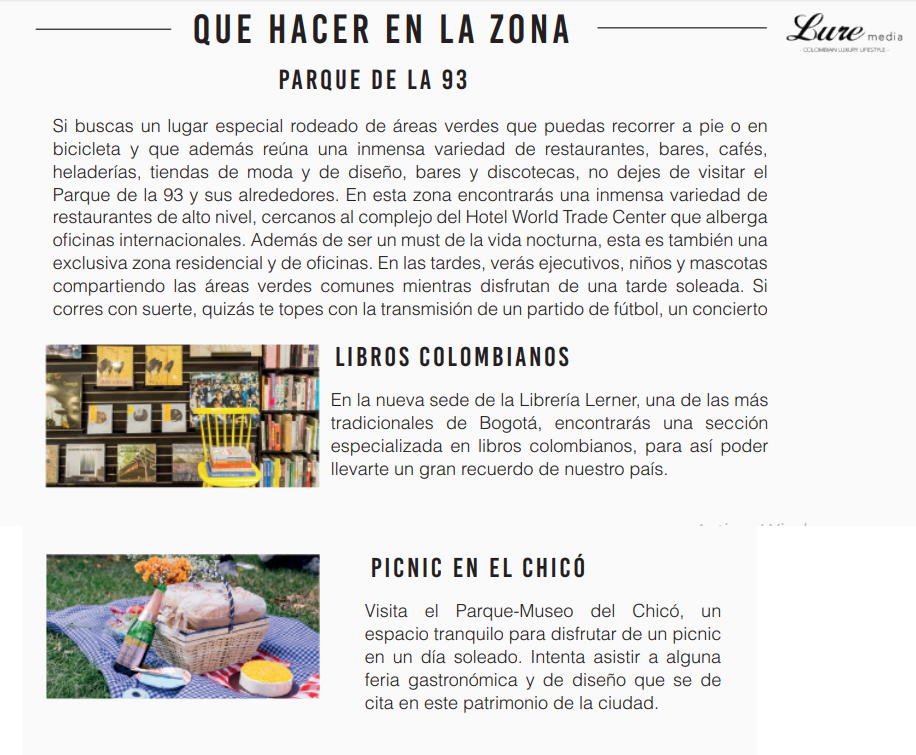 QUE HACER EN LA ZONA
Lure media
COLOMBIAN LUXURY LIFESTYLE
PARQUE DE LA 93
Si buscas un lugar especial rodeado de áreas verdes que puedas recorrer a pie o en
bicicleta y que además reúna una inmensa variedad de restaurantes, bares, cafés,
heladerías, tiendas de moda y de diseño, bares y discotecas, no dejes de visitar el
Parque de la 93 y sus alrededores. En esta zona encontrarás una inmensa variedad de
restaurantes de alto nivel, cercanos al complejo del Hotel World Trade Center que alberga
oficinas internacionales. Además de ser un must de la vida nocturna, esta es también una
exclusiva zona residencial y de oficinas. En las tardes, verás ejecutivos, niños y mascotas
compartiendo las áreas verdes comunes mientras disfrutan de una tarde soleada. Si
corres con suerte, quizás te topes con la transmisión de un partido de fútbol, un concierto
LIBROS COLOMBIANOS
En la nueva sede de la Librería Lerner, una de las más
tradicionales de Bogotá, encontrarás una sección
especializada en libros colombianos, para así poder
llevarte un gran recuerdo de nuestro país.
PICNIC EN EL CHICÓ
Visita el Parque-Museo del Chicó, un
espacio tranquilo para disfrutar de un picnic
en un día soleado. Intenta asistir a alguna
feria gastronómica y de diseño que se de
cita en este patrimonio de la ciudad.